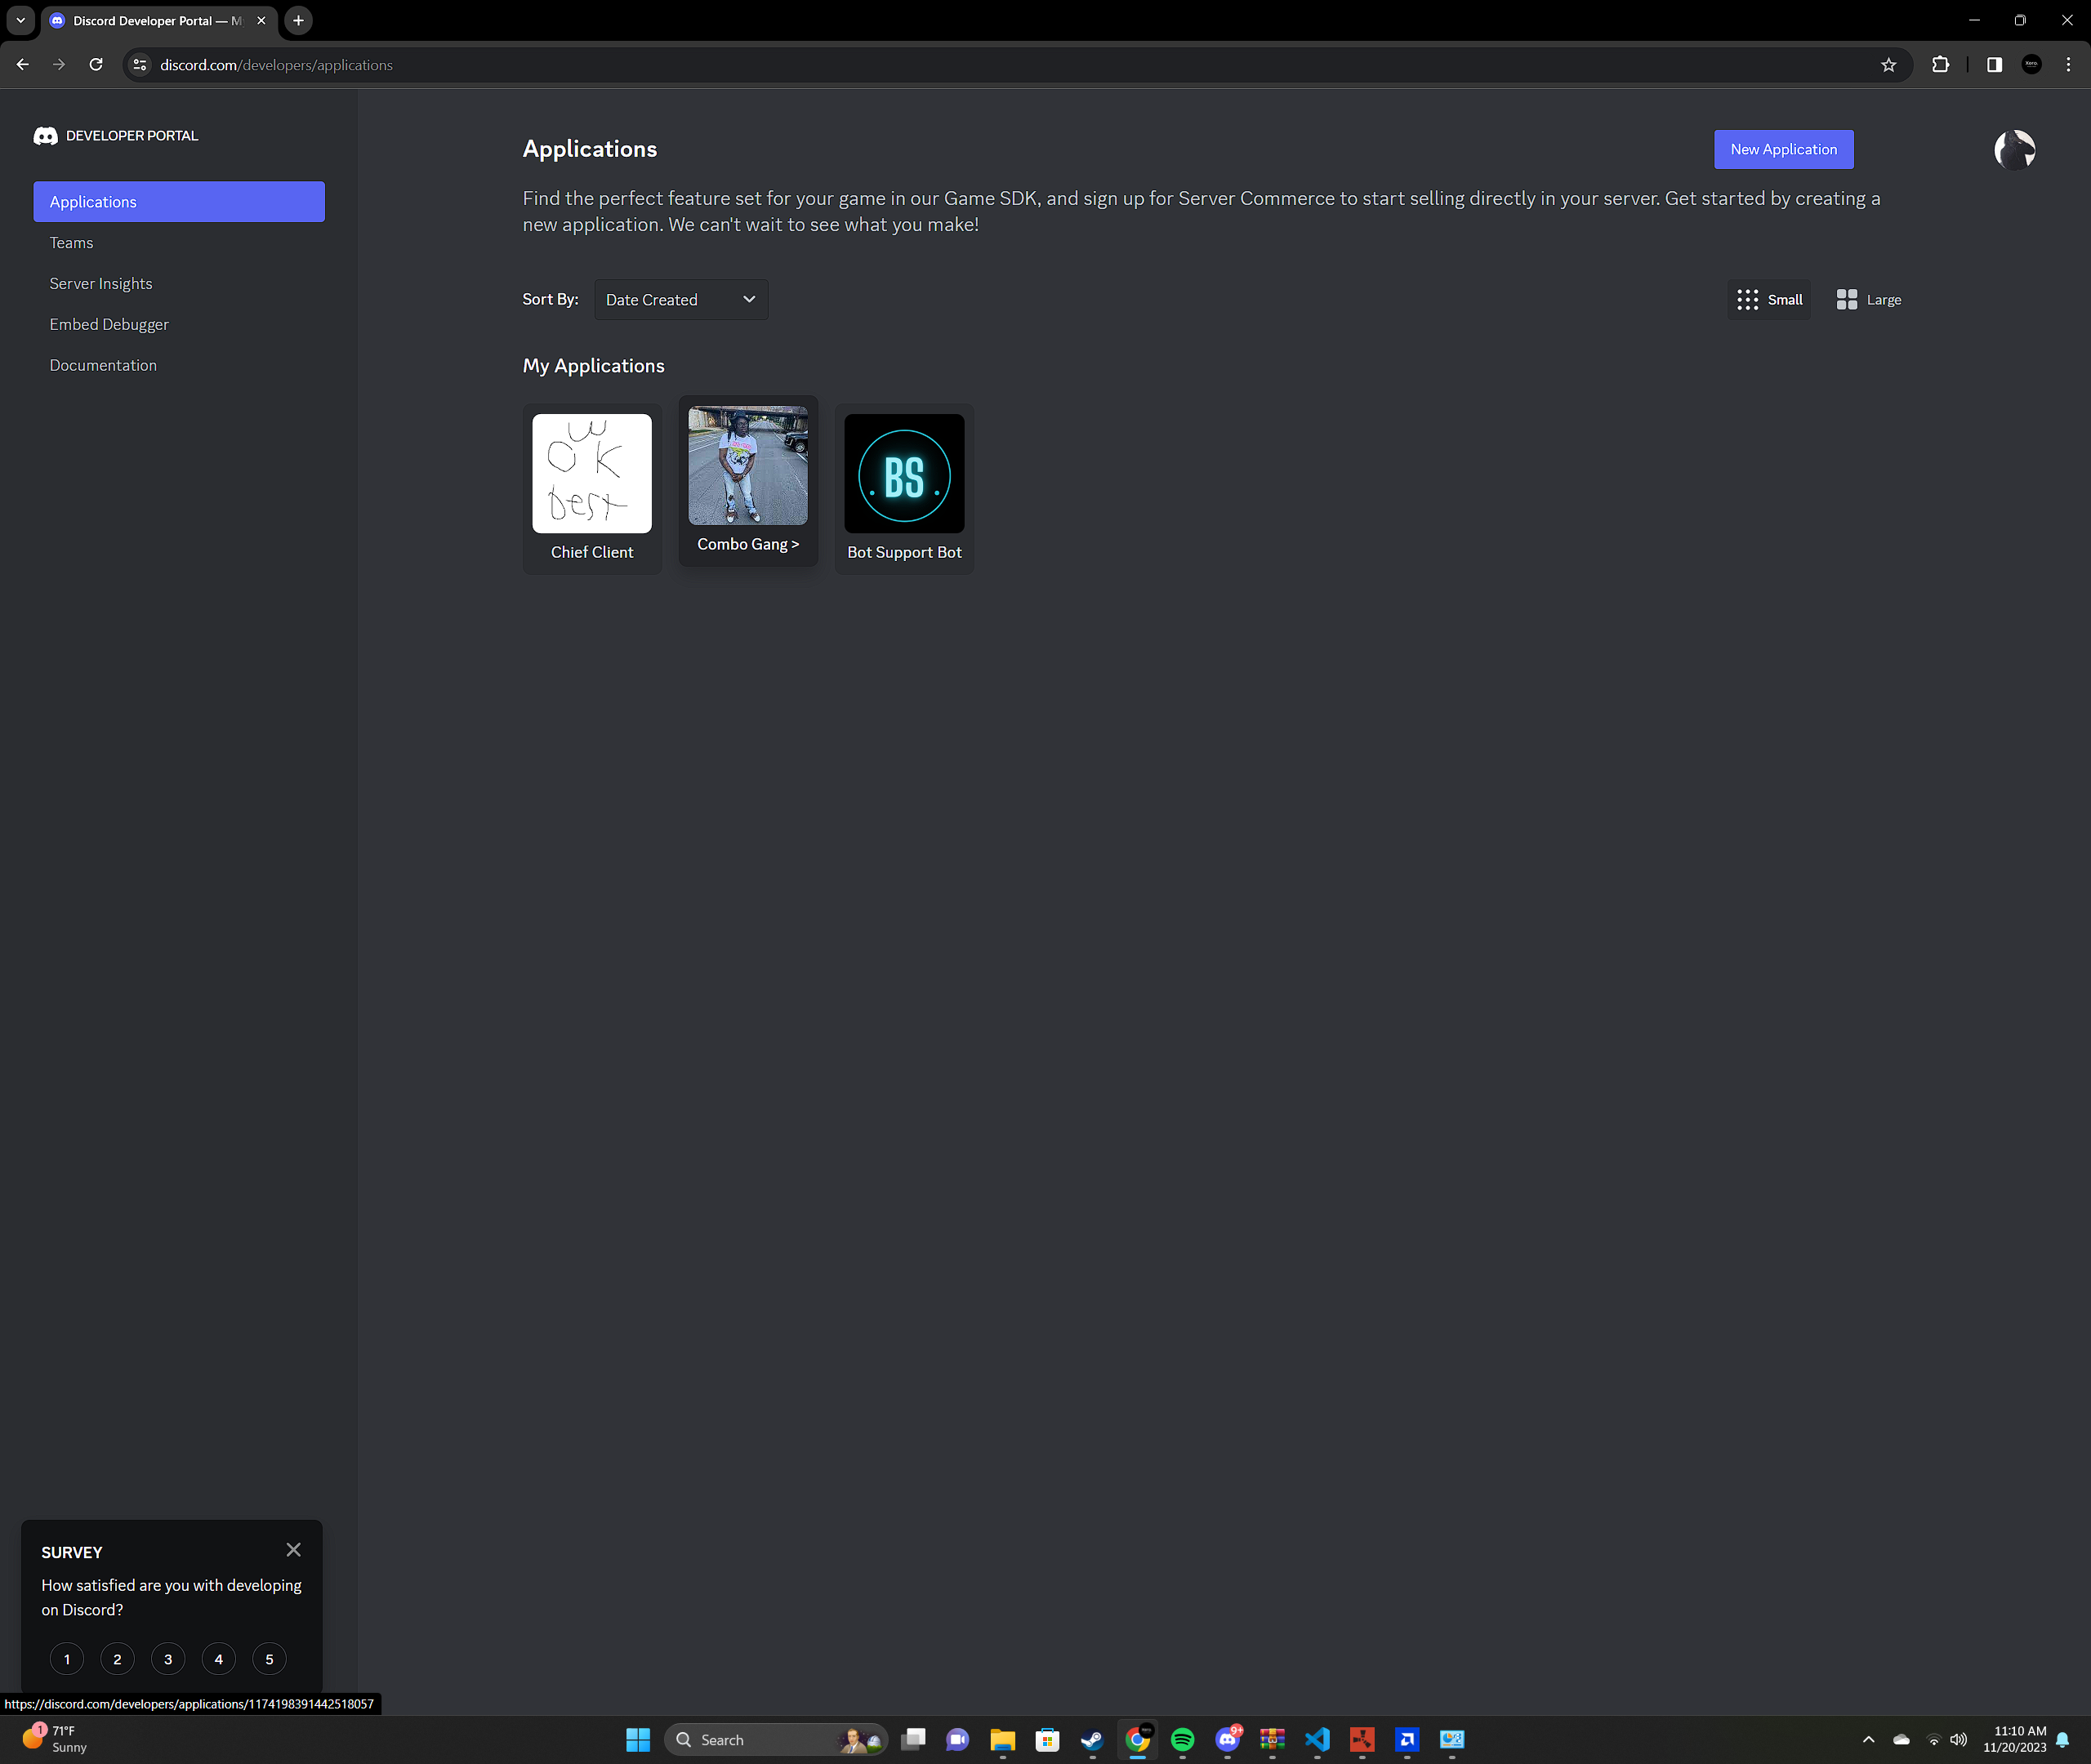 Discord Developer Portal — M
discord.com/developers/applications
DEVELOPER PORTAL
Applications
Teams
Server Insights
Embed Debugger
Documentation
Applications
New Application
Find the perfect feature set for your game in our Game SDK, and sign up for Server Commerce to start selling directly in your server. Get started by creating a
new application. We can't wait to see what you make!
Sort By:
Date Created
Small
Large
My Applications
w
OK
best
Chief Client
Combo Gang >
BS
Bot Support Bot
SURVEY
How satisfied are you with developing
on Discord?
1 2 3 4 5
https://discord.com/developers/applications/1174198391442518057
1
71°F
Sunny
Search
9+
11:10 AM
11/20/2023